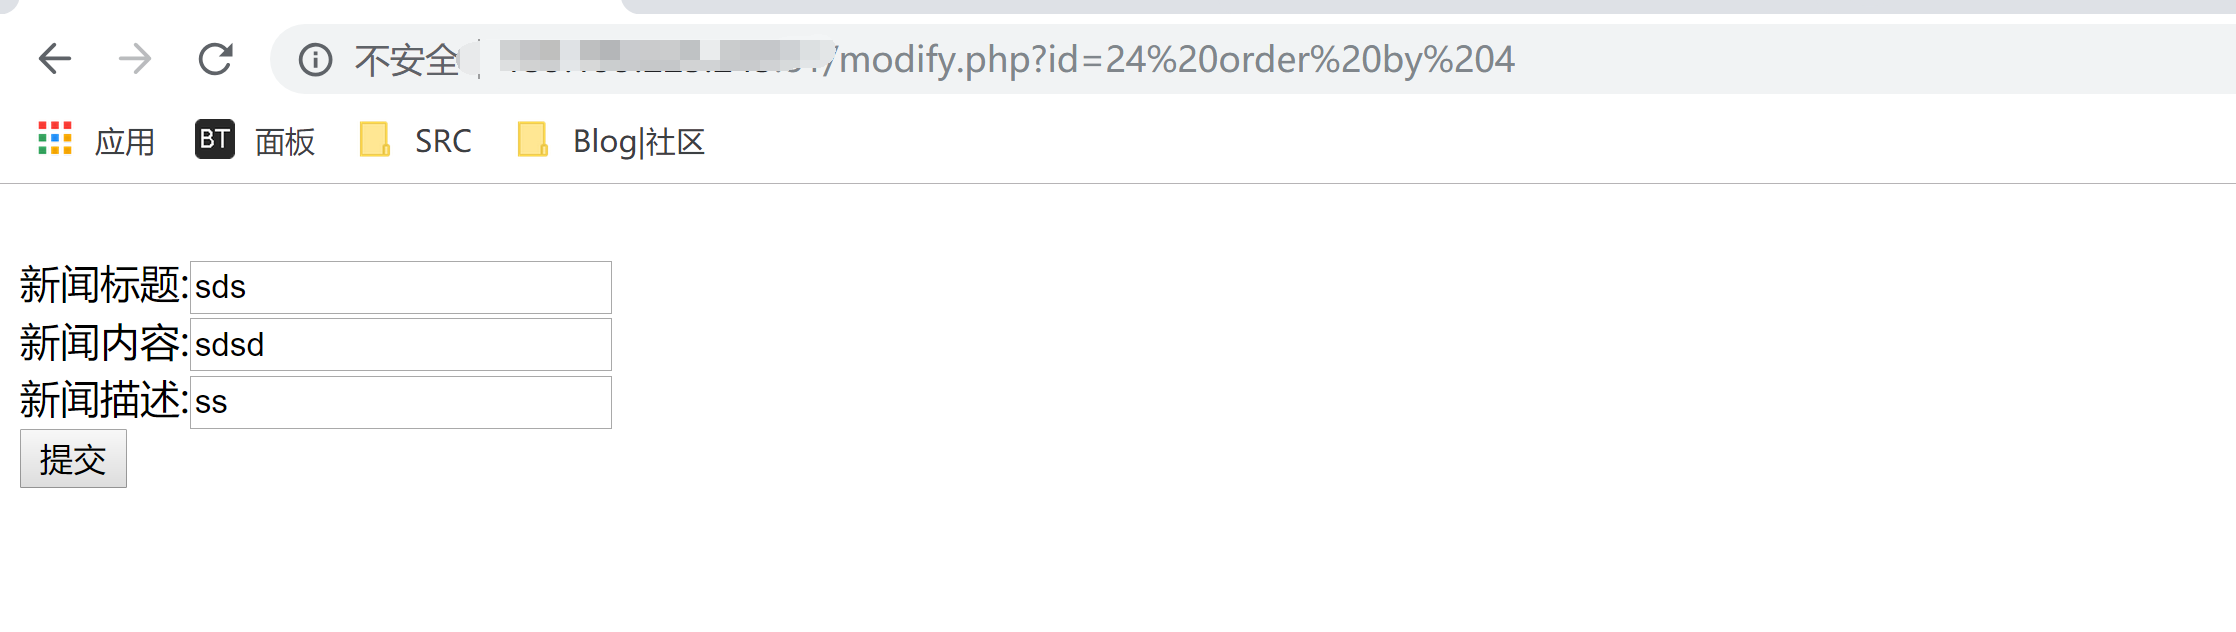 不安全 /modify.php?id=24%20order%20by%204
应用 BT 面板 SRC Blog|社区
新闻标题:sds
新闻内容:sdsd
新闻描述:ss
提交